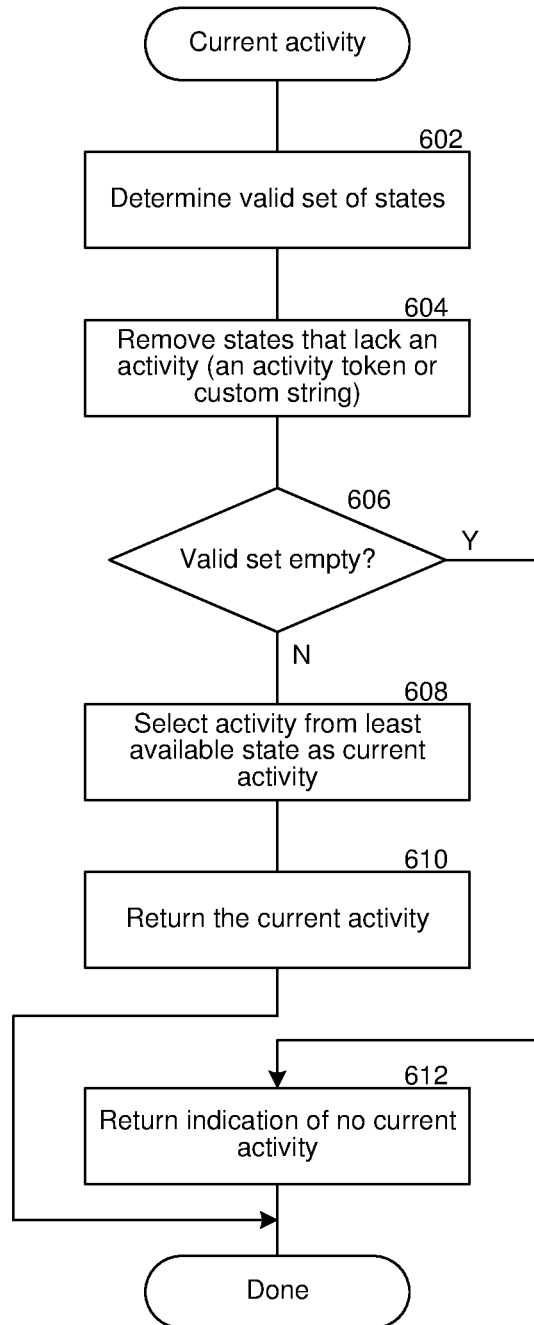 Current activity
602
Determine valid set of states
604
Remove states that lack an
activity (an activity token or
custom string)
606
Valid set empty?
Y
N
608
Select activity from least
available state as current
activity
610
Return the current activity
612
Return indication of no current
activity
Done